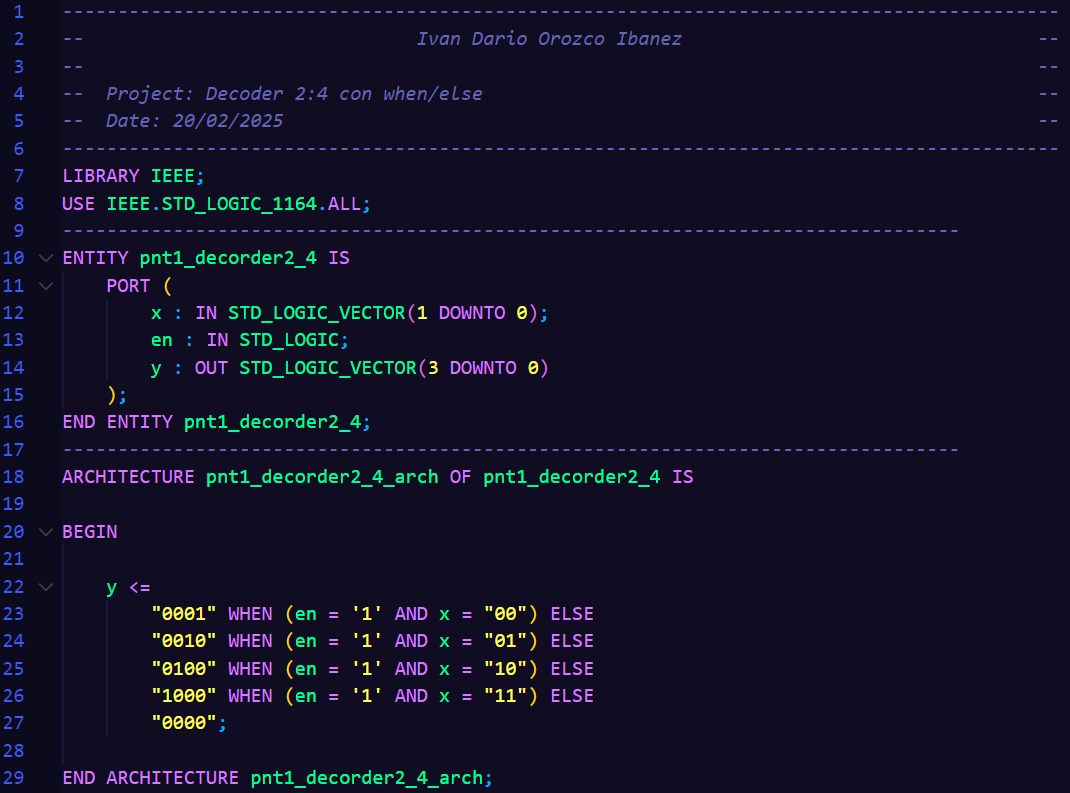 1 ------------------------------------------------------------------------------------------
2 -- Ivan Dario Orozco Ibanez --
3 -- --
4 -- Project: Decoder 2:4 con when/else --
5 -- Date: 20/02/2025 --
6 ------------------------------------------------------------------------------------------
7 LIBRARY IEEE;
8 USE IEEE.STD_LOGIC_1164.ALL;
9 ---------------------------------------------------------------------------------
10 ENTITY pnt1_decorder2_4 IS
11 PORT (
12 x : IN STD_LOGIC_VECTOR(1 DOWNTO 0);
13 en : IN STD_LOGIC;
14 y : OUT STD_LOGIC_VECTOR(3 DOWNTO 0)
15 );
16 END ENTITY pnt1_decorder2_4;
17 ---------------------------------------------------------------------------------
18 ARCHITECTURE pnt1_decorder2_4_arch OF pnt1_decorder2_4 IS
19
20 BEGIN
21
22 y <=
23 "0001" WHEN (en = '1' AND x = "00") ELSE
24 "0010" WHEN (en = '1' AND x = "01") ELSE
25 "0100" WHEN (en = '1' AND x = "10") ELSE
26 "1000" WHEN (en = '1' AND x = "11") ELSE
27 "0000";
28
29 END ARCHITECTURE pnt1_decorder2_4_arch;